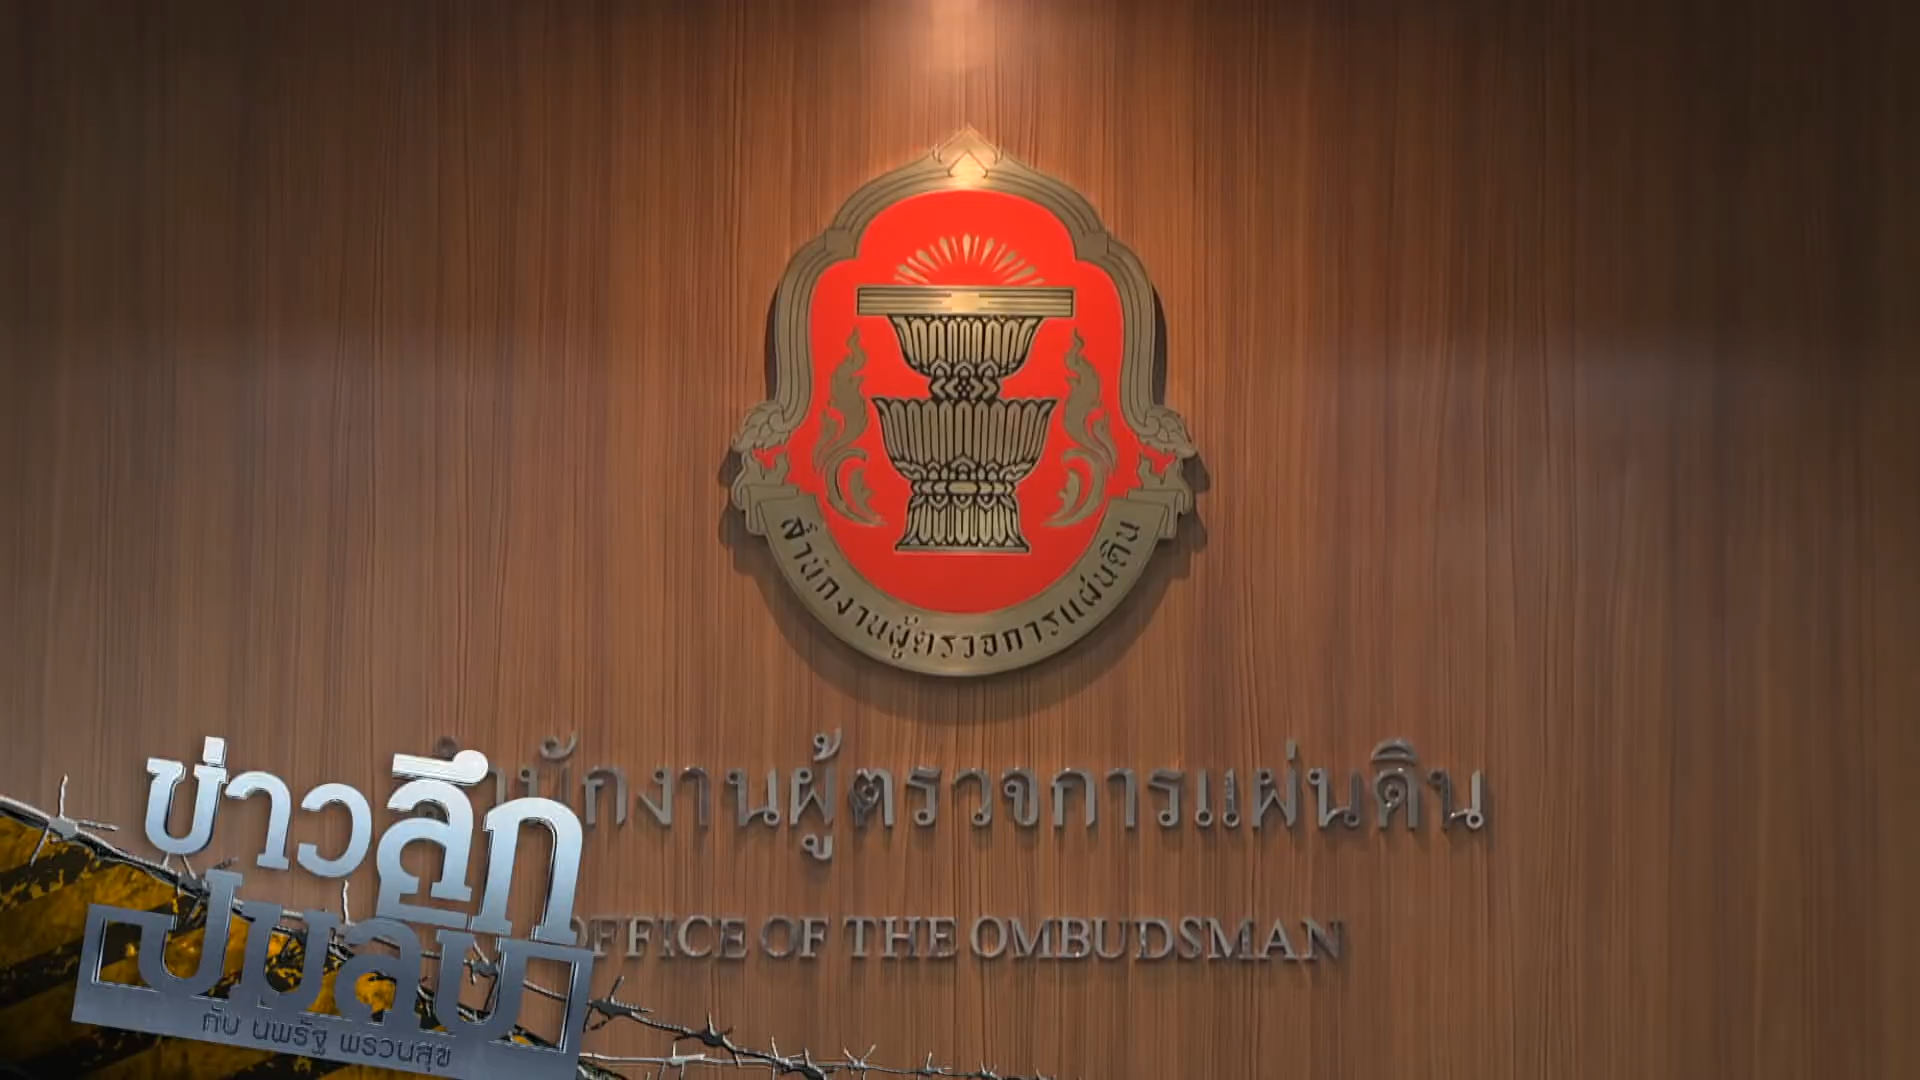 สำนักงานผู้ตรวจการแผ่นดิน
สำนักงานผู้ตรวจการแผ่นดิน
OFFICE OF THE OMBUDSMAN
ข่าวลึก
ปมลับ
กับ นพรัฐ พรวนสุข